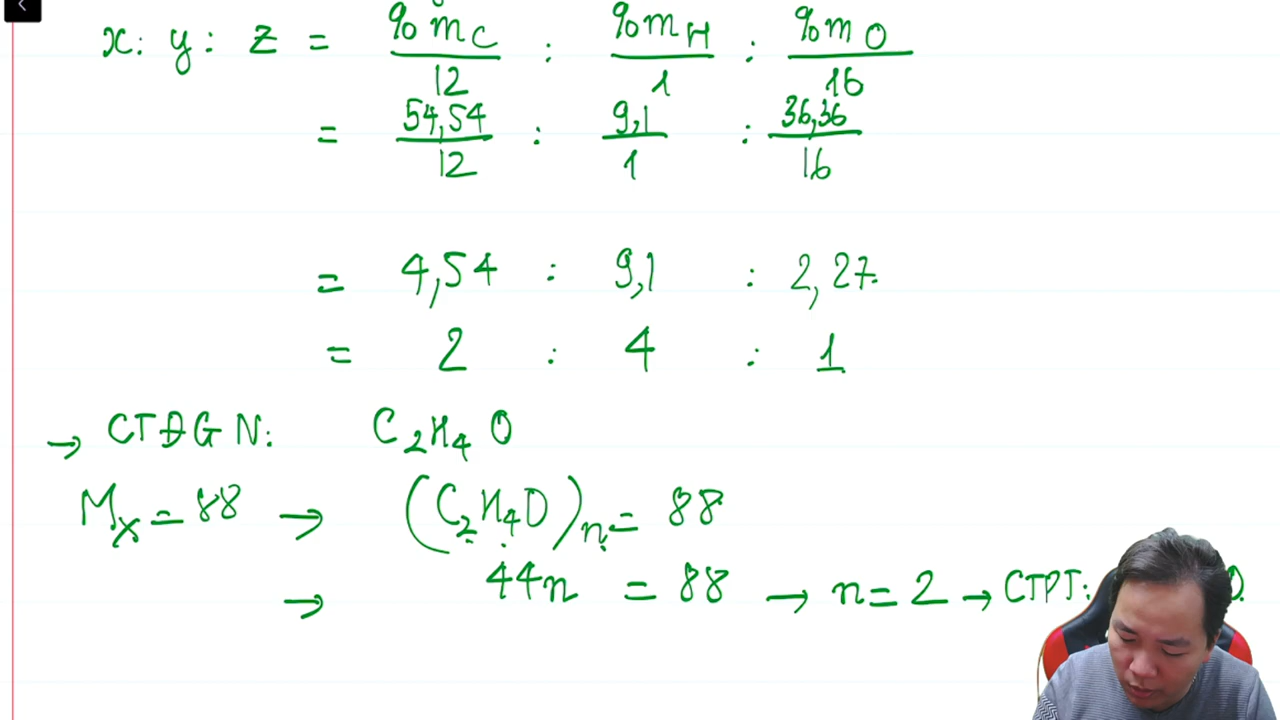 x : y : z = %mC/12 : %mH/1 : %mO/16
= 54,54/12 : 9,1/1 : 36,36/16
= 4,54 : 9,1 : 2,27
= 2 : 4 : 1
→ CTĐGN: C₂H₄O
Mₓ = 88 → (C₂H₄O)ₙ = 88
→ 44n = 88 → n = 2 → CTPT: